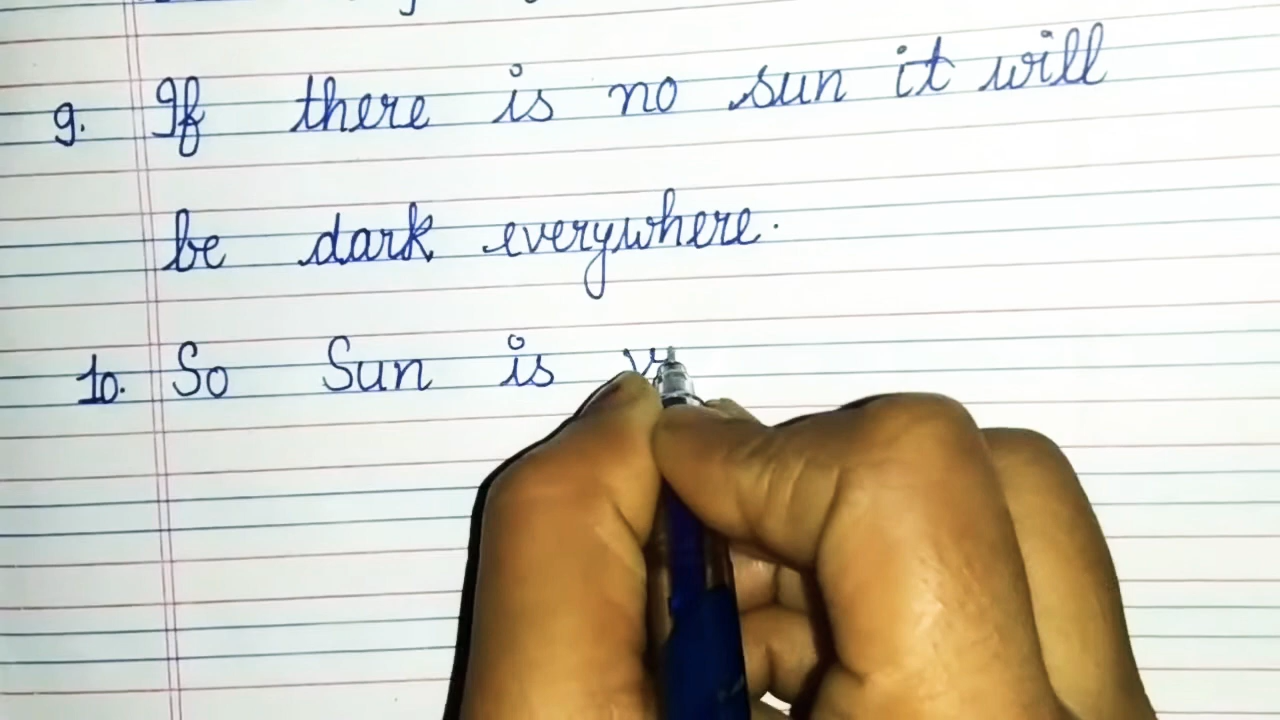 9. If there is no sun it will
be dark everywhere.
10. So Sun is